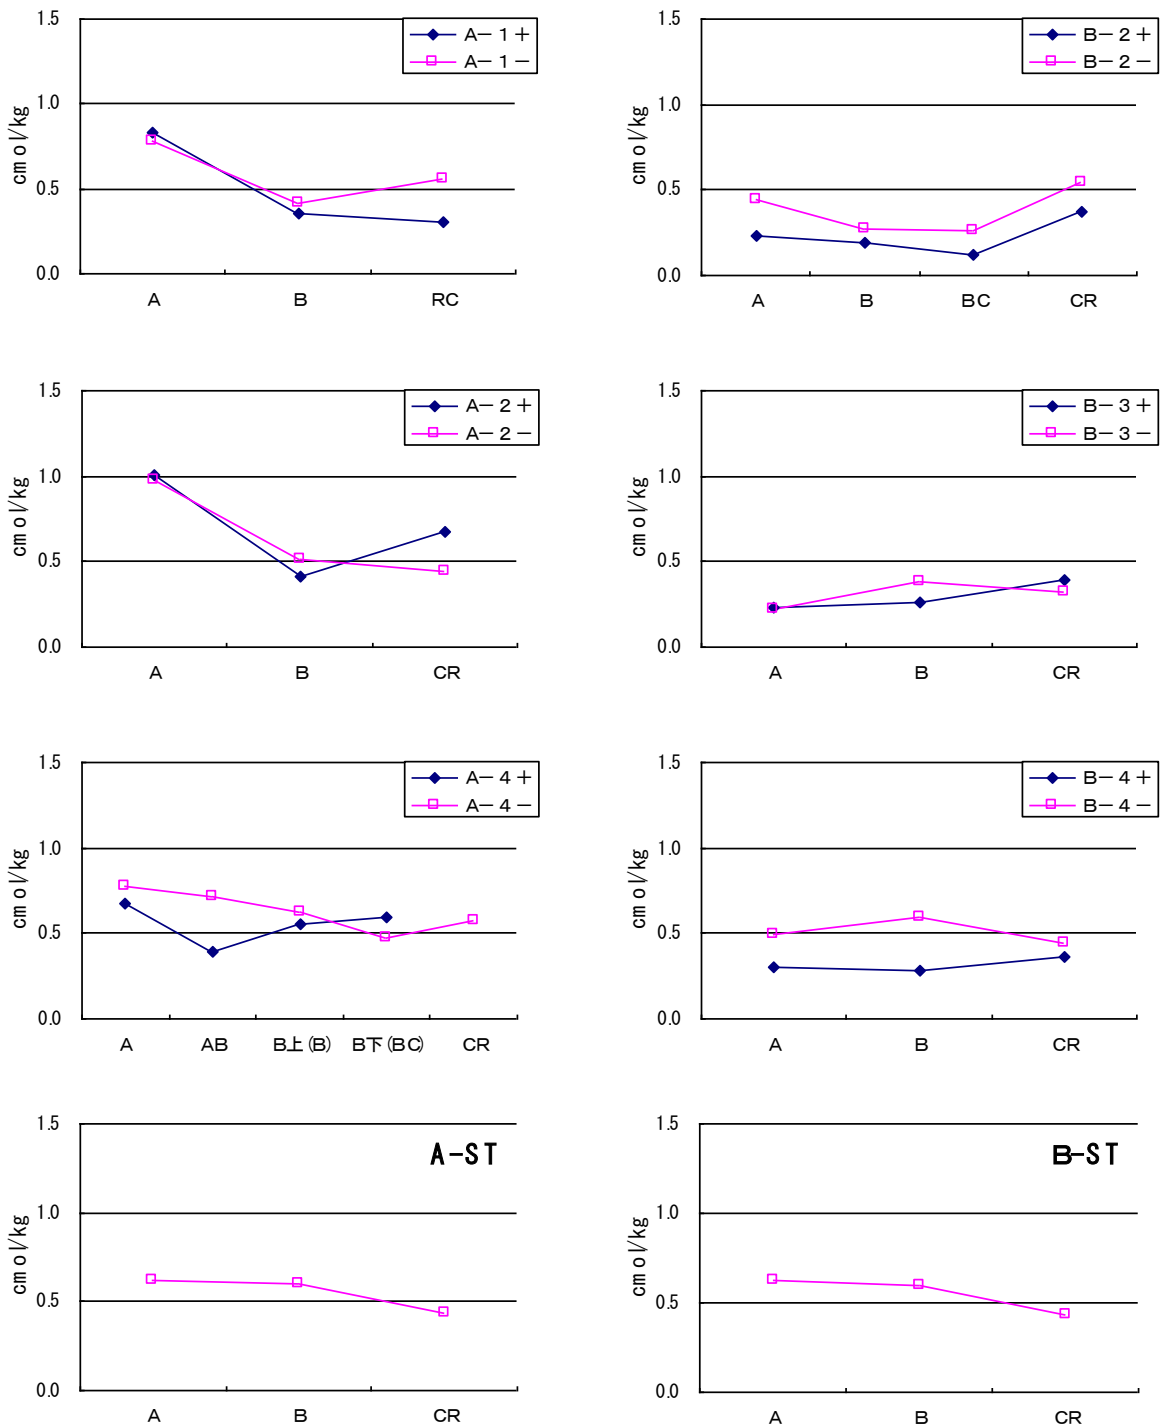 1.5
A-1+
A-1-
1.0
cmol/kg
0.5
0.0
A B RC
1.5
B-2+
B-2-
1.0
cmol/kg
0.5
0.0
A B BC CR
1.5
A-2+
A-2-
1.0
cmol/kg
0.5
0.0
A B CR
1.5
B-3+
B-3-
1.0
cmol/kg
0.5
0.0
A B CR
1.5
A-4+
A-4-
1.0
cmol/kg
0.5
0.0
A AB B上(B) B下(BC) CR
1.5
B-4+
B-4-
1.0
cmol/kg
0.5
0.0
A B CR
1.5
A-ST
1.0
cmol/kg
0.5
0.0
A B CR
1.5
B-ST
1.0
cmol/kg
0.5
0.0
A B CR